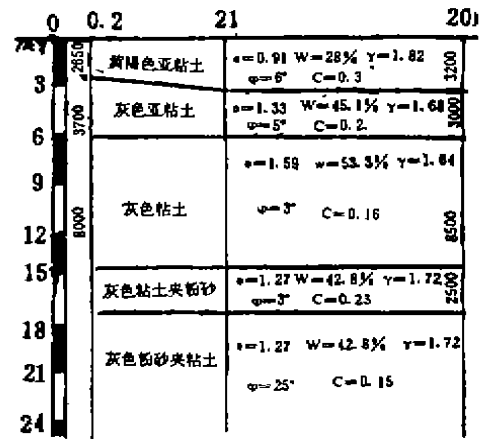 0 0.2 21 20
2650 黄褐色亚粘土 e=0.91 W=28% γ=1.82 3200
φ=6° C=0.3
3
3700 灰色亚粘土 e=1.33 W=45.1% γ=1.68 3000
φ=5° C=0.2
6
e=1.59 w=53.3% γ=1.64
9
8000 灰色粘土 φ=3° C=0.16 8500
12
15
灰色粘土夹粉砂 e=1.27 W=42.8% γ=1.72 2500
φ=3° C=0.23
18
灰色粉砂夹粘土 e=1.27 W=42.8% γ=1.72
21
φ=25° C=0.15
24